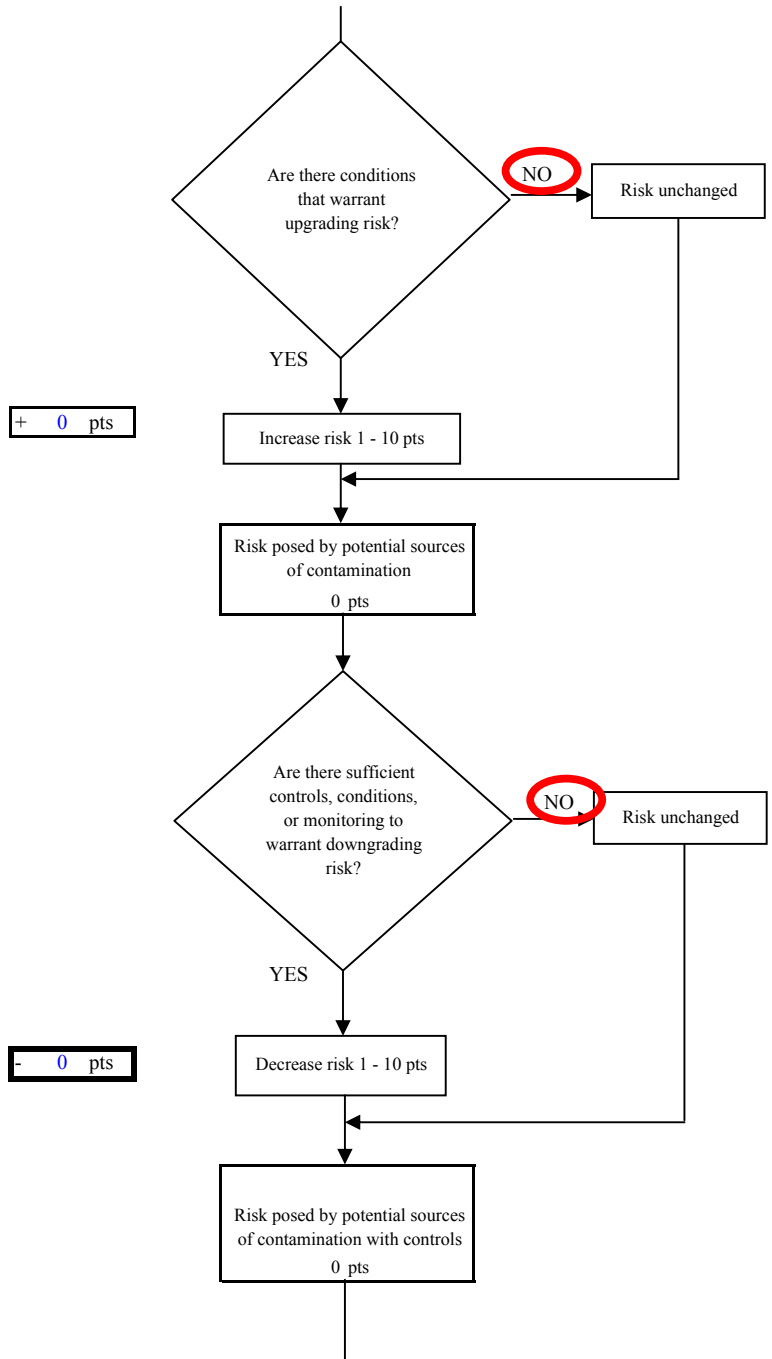 Are there conditions
that warrant
upgrading risk?
NO
Risk unchanged
YES
+ 0 pts
Increase risk 1 - 10 pts
Risk posed by potential sources
of contamination
0 pts
Are there sufficient
controls, conditions,
or monitoring to
warrant downgrading
risk?
NO
Risk unchanged
YES
- 0 pts
Decrease risk 1 - 10 pts
Risk posed by potential sources
of contamination with controls
0 pts